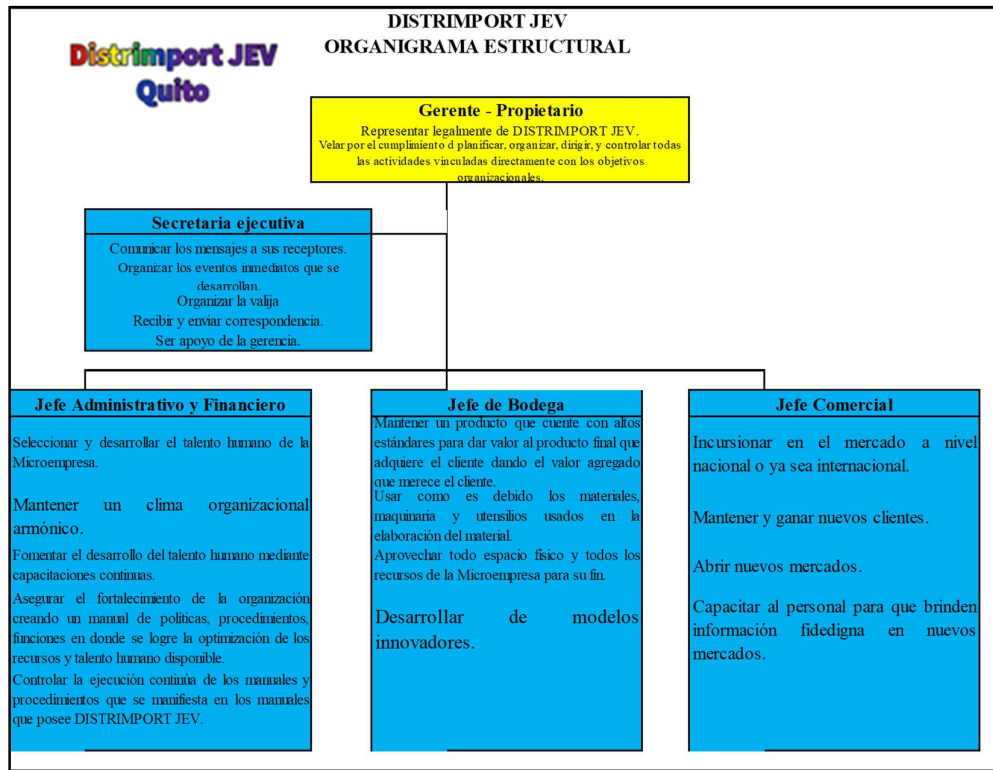 DISTRIMPORT JEV
ORGANIGRAMA ESTRUCTURAL
Distrimport JEV
Quito
Gerente - Propietario
Representar legalmente de DISTRIMPORT JEV.
Velar por el cumplimiento d planificar, organizar, dirigir, y controlar todas
las actividades vinculadas directamente con los objetivos
organizacionales.
Secretaria ejecutiva
Comunicar los mensajes a sus receptores.
Organizar los eventos inmediatos que se
desarrollan.
Organizar la valija
Recibir y enviar correspondencia.
Ser apoyo de la gerencia.
Jefe Administrativo y Financiero
Seleccionar y desarrollar el talento humano de la
Microempresa.
Mantener un clima organizacional
armónico.
Fomentar el desarrollo del talento humano mediante
capacitaciones continuas.
Asegurar el fortalecimiento de la organización
creando un manual de políticas, procedimientos,
funciones en donde se logre la optimización de los
recursos y talento humano disponible.
Controlar la ejecución continúa de los manuales y
procedimientos que se manifiesta en los manuales
que posee DISTRIMPORT JEV.
Jefe de Bodega
Mantener un producto que cuente con altos
estándares para dar valor al producto final que
adquiere el cliente dando el valor agregado
que merece el cliente.
Usar como es debido los materiales,
maquinaria y utensilios usados en la
elaboración del material.
Aprovechar todo espacio físico y todos los
recursos de la Microempresa para su fin.
Desarrollar de modelos
innovadores.
Jefe Comercial
Incursionar en el mercado a nivel
nacional o ya sea internacional.
Mantener y ganar nuevos clientes.
Abrir nuevos mercados.
Capacitar al personal para que brinden
información fidedigna en nuevos
mercados.